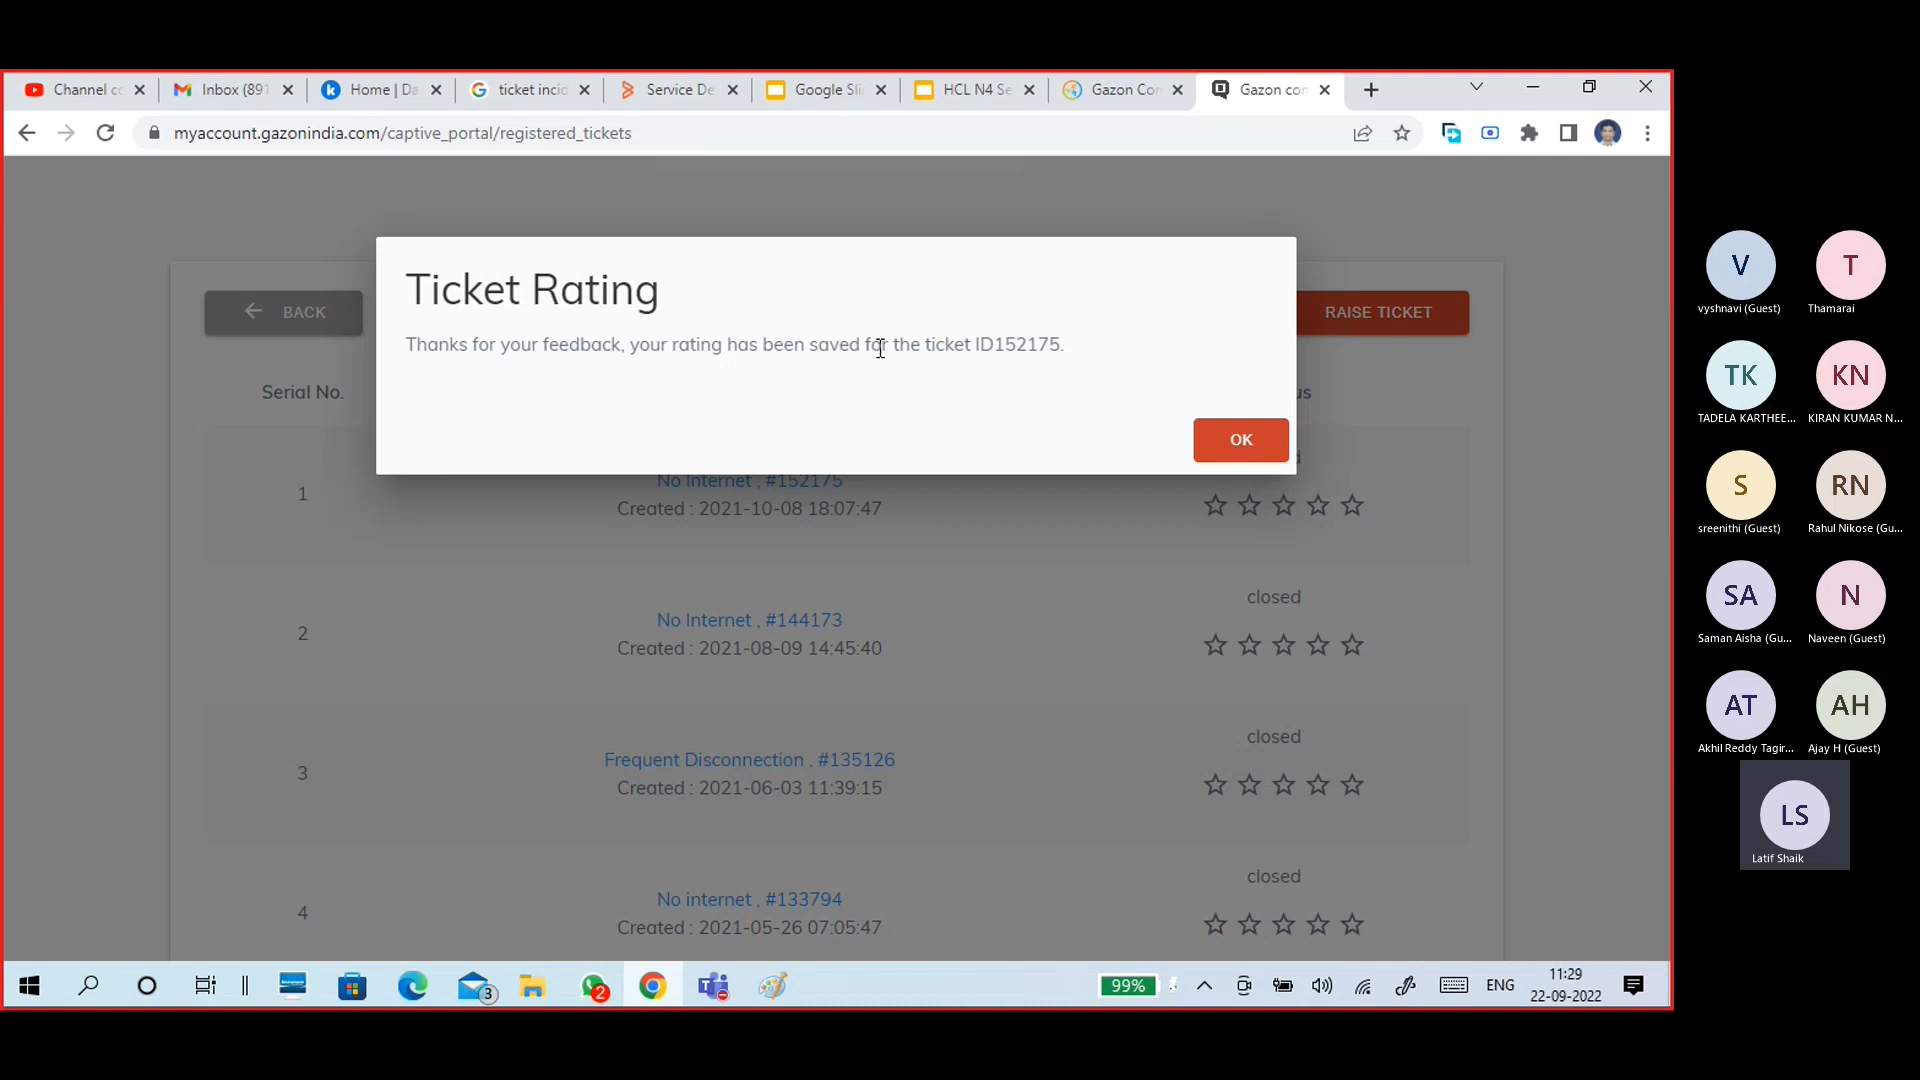 Channel cc
Inbox (891
Home | Da
ticket incid
Service De
Google Sli
HCL N4 Se
Gazon Con
Gazon con
myaccount.gazonindia.com/captive_portal/registered_tickets
Ticket Rating
Thanks for your feedback, your rating has been saved for the ticket ID152175.
OK
BACK
RAISE TICKET
Serial No.
us
1
No Internet , #152175
Created : 2021-10-08 18:07:47
2
No Internet , #144173
Created : 2021-08-09 14:45:40
closed
3
Frequent Disconnection , #135126
Created : 2021-06-03 11:39:15
closed
4
No internet , #133794
Created : 2021-05-26 07:05:47
closed
3
2
99%
ENG
11:29
22-09-2022
V
vyshnavi (Guest)
T
Thamarai
TK
TADELA KARTHEE...
KN
KIRAN KUMAR N...
S
sreenithi (Guest)
RN
Rahul Nikose (Gu...
SA
Saman Aisha (Gu...
N
Naveen (Guest)
AT
Akhil Reddy Tagir...
AH
Ajay H (Guest)
LS
Latif Shaik